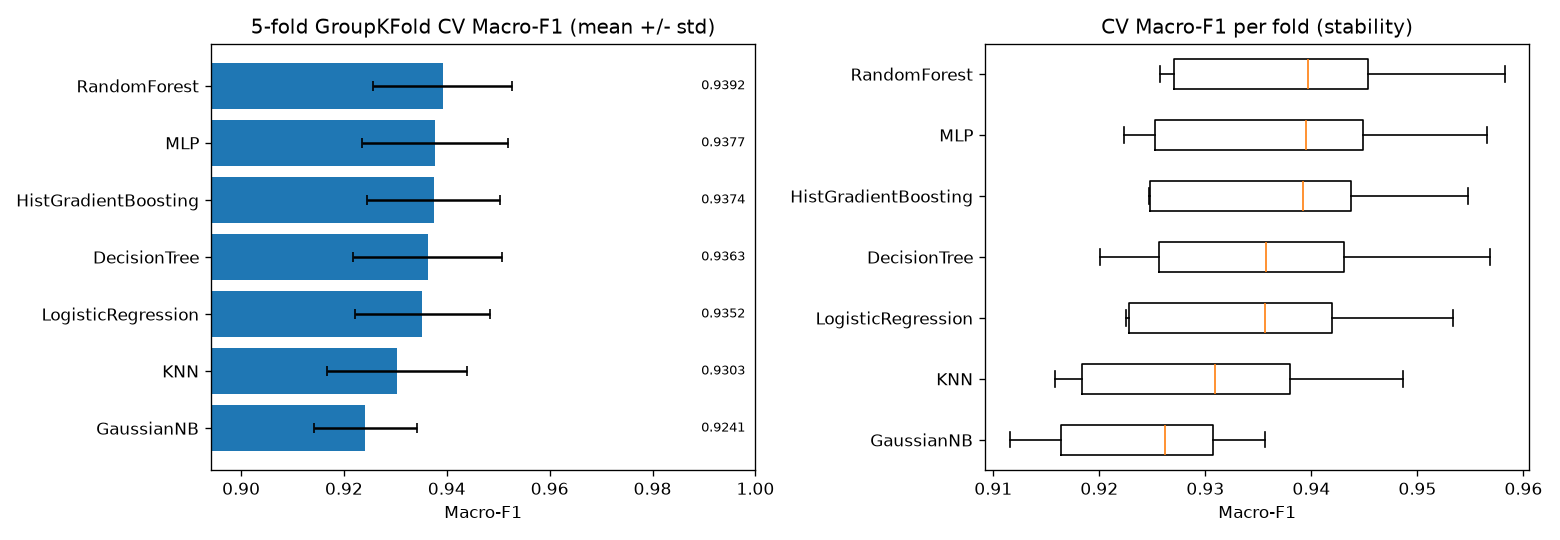 5-fold GroupKFold CV Macro-F1 (mean +/- std)
RandomForest
0.9392
MLP
0.9377
HistGradientBoosting
0.9374
DecisionTree
0.9363
LogisticRegression
0.9352
KNN
0.9303
GaussianNB
0.9241
0.90 0.92 0.94 0.96 0.98 1.00
Macro-F1
CV Macro-F1 per fold (stability)
RandomForest
MLP
HistGradientBoosting
DecisionTree
LogisticRegression
KNN
GaussianNB
0.91 0.92 0.93 0.94 0.95 0.96
Macro-F1